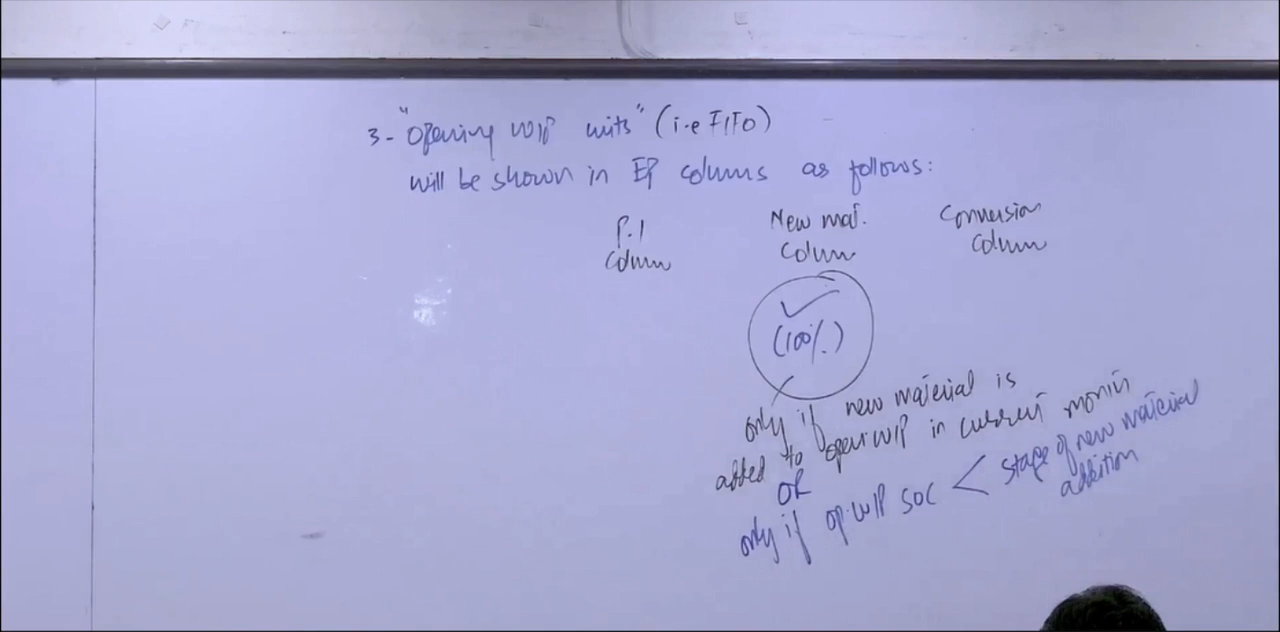 3- "Opening WIP units" (i.e FIFO)
will be shown in EP colums as follows:
P.I
Column
New mat.
Column
Conversion
Column
(100%)
only if new material is
added to open WIP in current month
OR
only if op. WIP SOC < stage of new material
addition